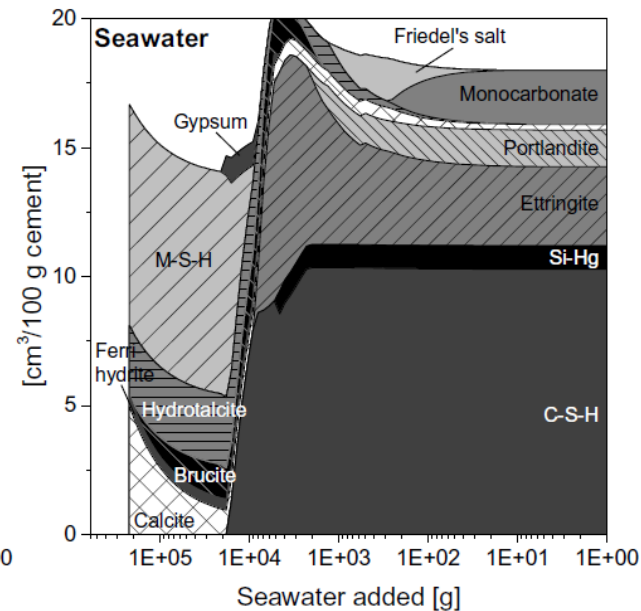 20
Seawater
Friedel's salt
Gypsum
Monocarbonate
15
Portlandite
Ettringite
M-S-H
Si-Hg
10
[cm³/100 g cement]
Ferri
hydrite
Hydrotalcite
5
C-S-H
Brucite
Calcite
0
00
1E+05 1E+04 1E+03 1E+02 1E+01 1E+00
Seawater added [g]